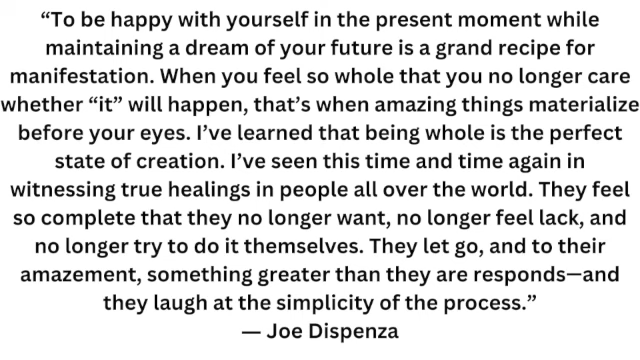 “To be happy with yourself in the present moment while
maintaining a dream of your future is a grand recipe for
manifestation. When you feel so whole that you no longer care
whether “it” will happen, that’s when amazing things materialize
before your eyes. I’ve learned that being whole is the perfect
state of creation. I’ve seen this time and time again in
witnessing true healings in people all over the world. They feel
so complete that they no longer want, no longer feel lack, and
no longer try to do it themselves. They let go, and to their
amazement, something greater than they are responds—and
they laugh at the simplicity of the process.”
— Joe Dispenza